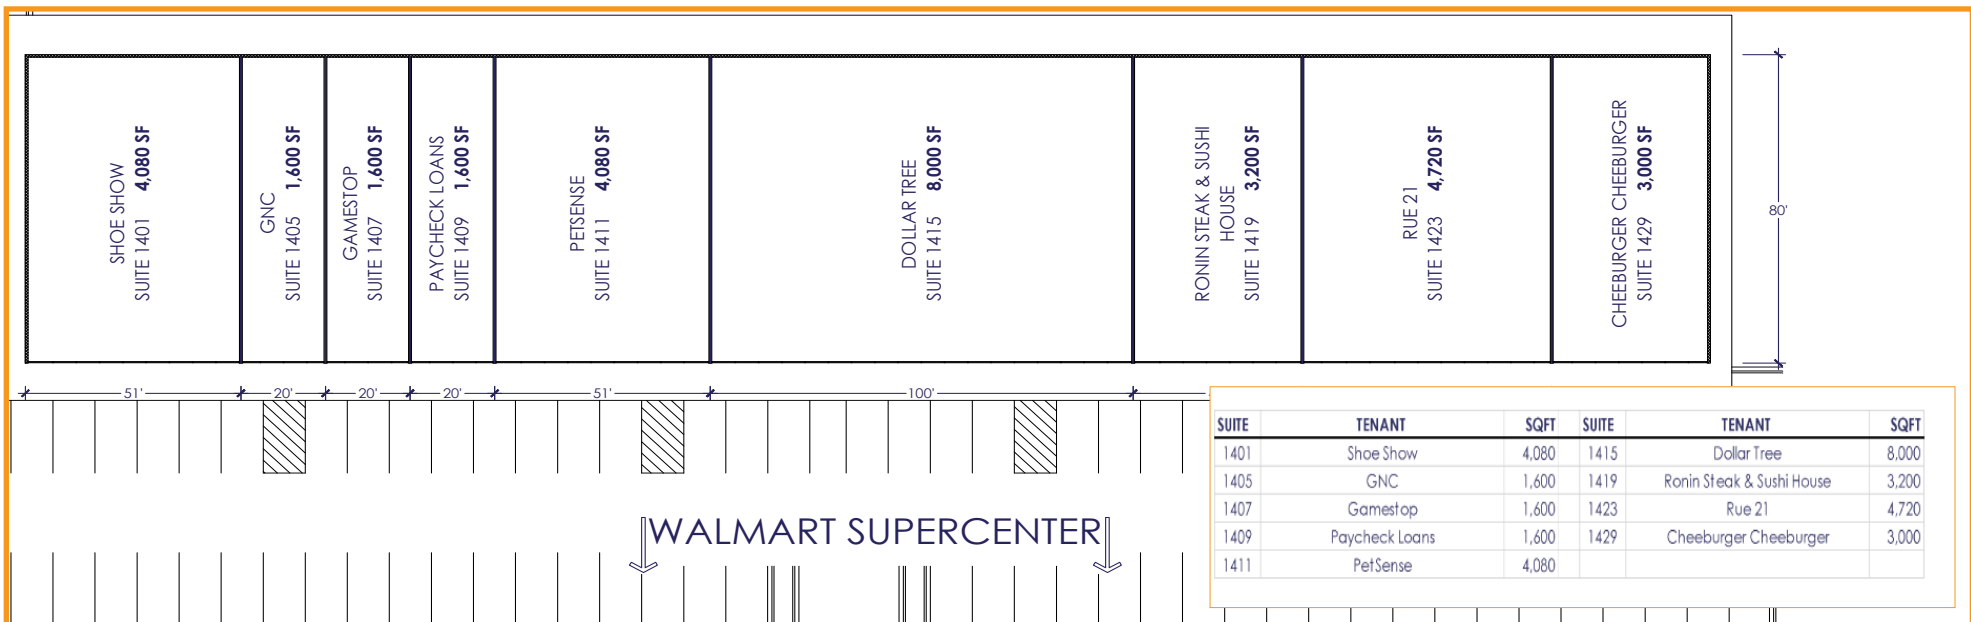 SHOE SHOW
SUITE 1401 4,080 SF
GNC
SUITE 1405 1,600 SF
GAMESTOP
SUITE 1407 1,600 SF
PAYCHECK LOANS
SUITE 1409 1,600 SF
PETSENSE
SUITE 1411 4,080 SF
DOLLAR TREE
SUITE 1415 8,000 SF
RONIN STEAK & SUSHI
HOUSE
SUITE 1419 3,200 SF
RUE 21
SUITE 1423 4,720 SF
CHEEBURGER CHEEBURGER
SUITE 1429 3,000 SF
80'
51' 20' 20' 20' 51' 100'
SUITE TENANT SQFT SUITE TENANT SQFT
1401 Shoe Show 4,080 1415 Dollar Tree 8,000
1405 GNC 1,600 1419 Ronin Steak & Sushi House 3,200
1407 Gamestop 1,600 1423 Rue 21 4,720
1409 Paycheck Loans 1,600 1429 Cheeburger Cheeburger 3,000
1411 PetSense 4,080
WALMART SUPERCENTER